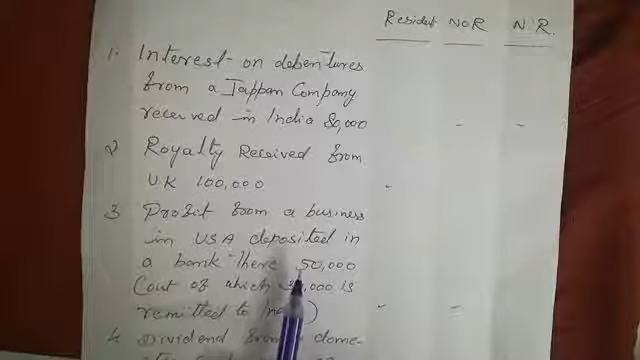 Resident NOR N.R.
1. Interest on debentures
from a Jappan Company
received in India 80,000
2 Royalty Received from
U.K 100,000
3 Profit from a business
in USA deposited in
a bank there 50,000
(out of which ,000 is
remitted to )
4. Dividend from dome-